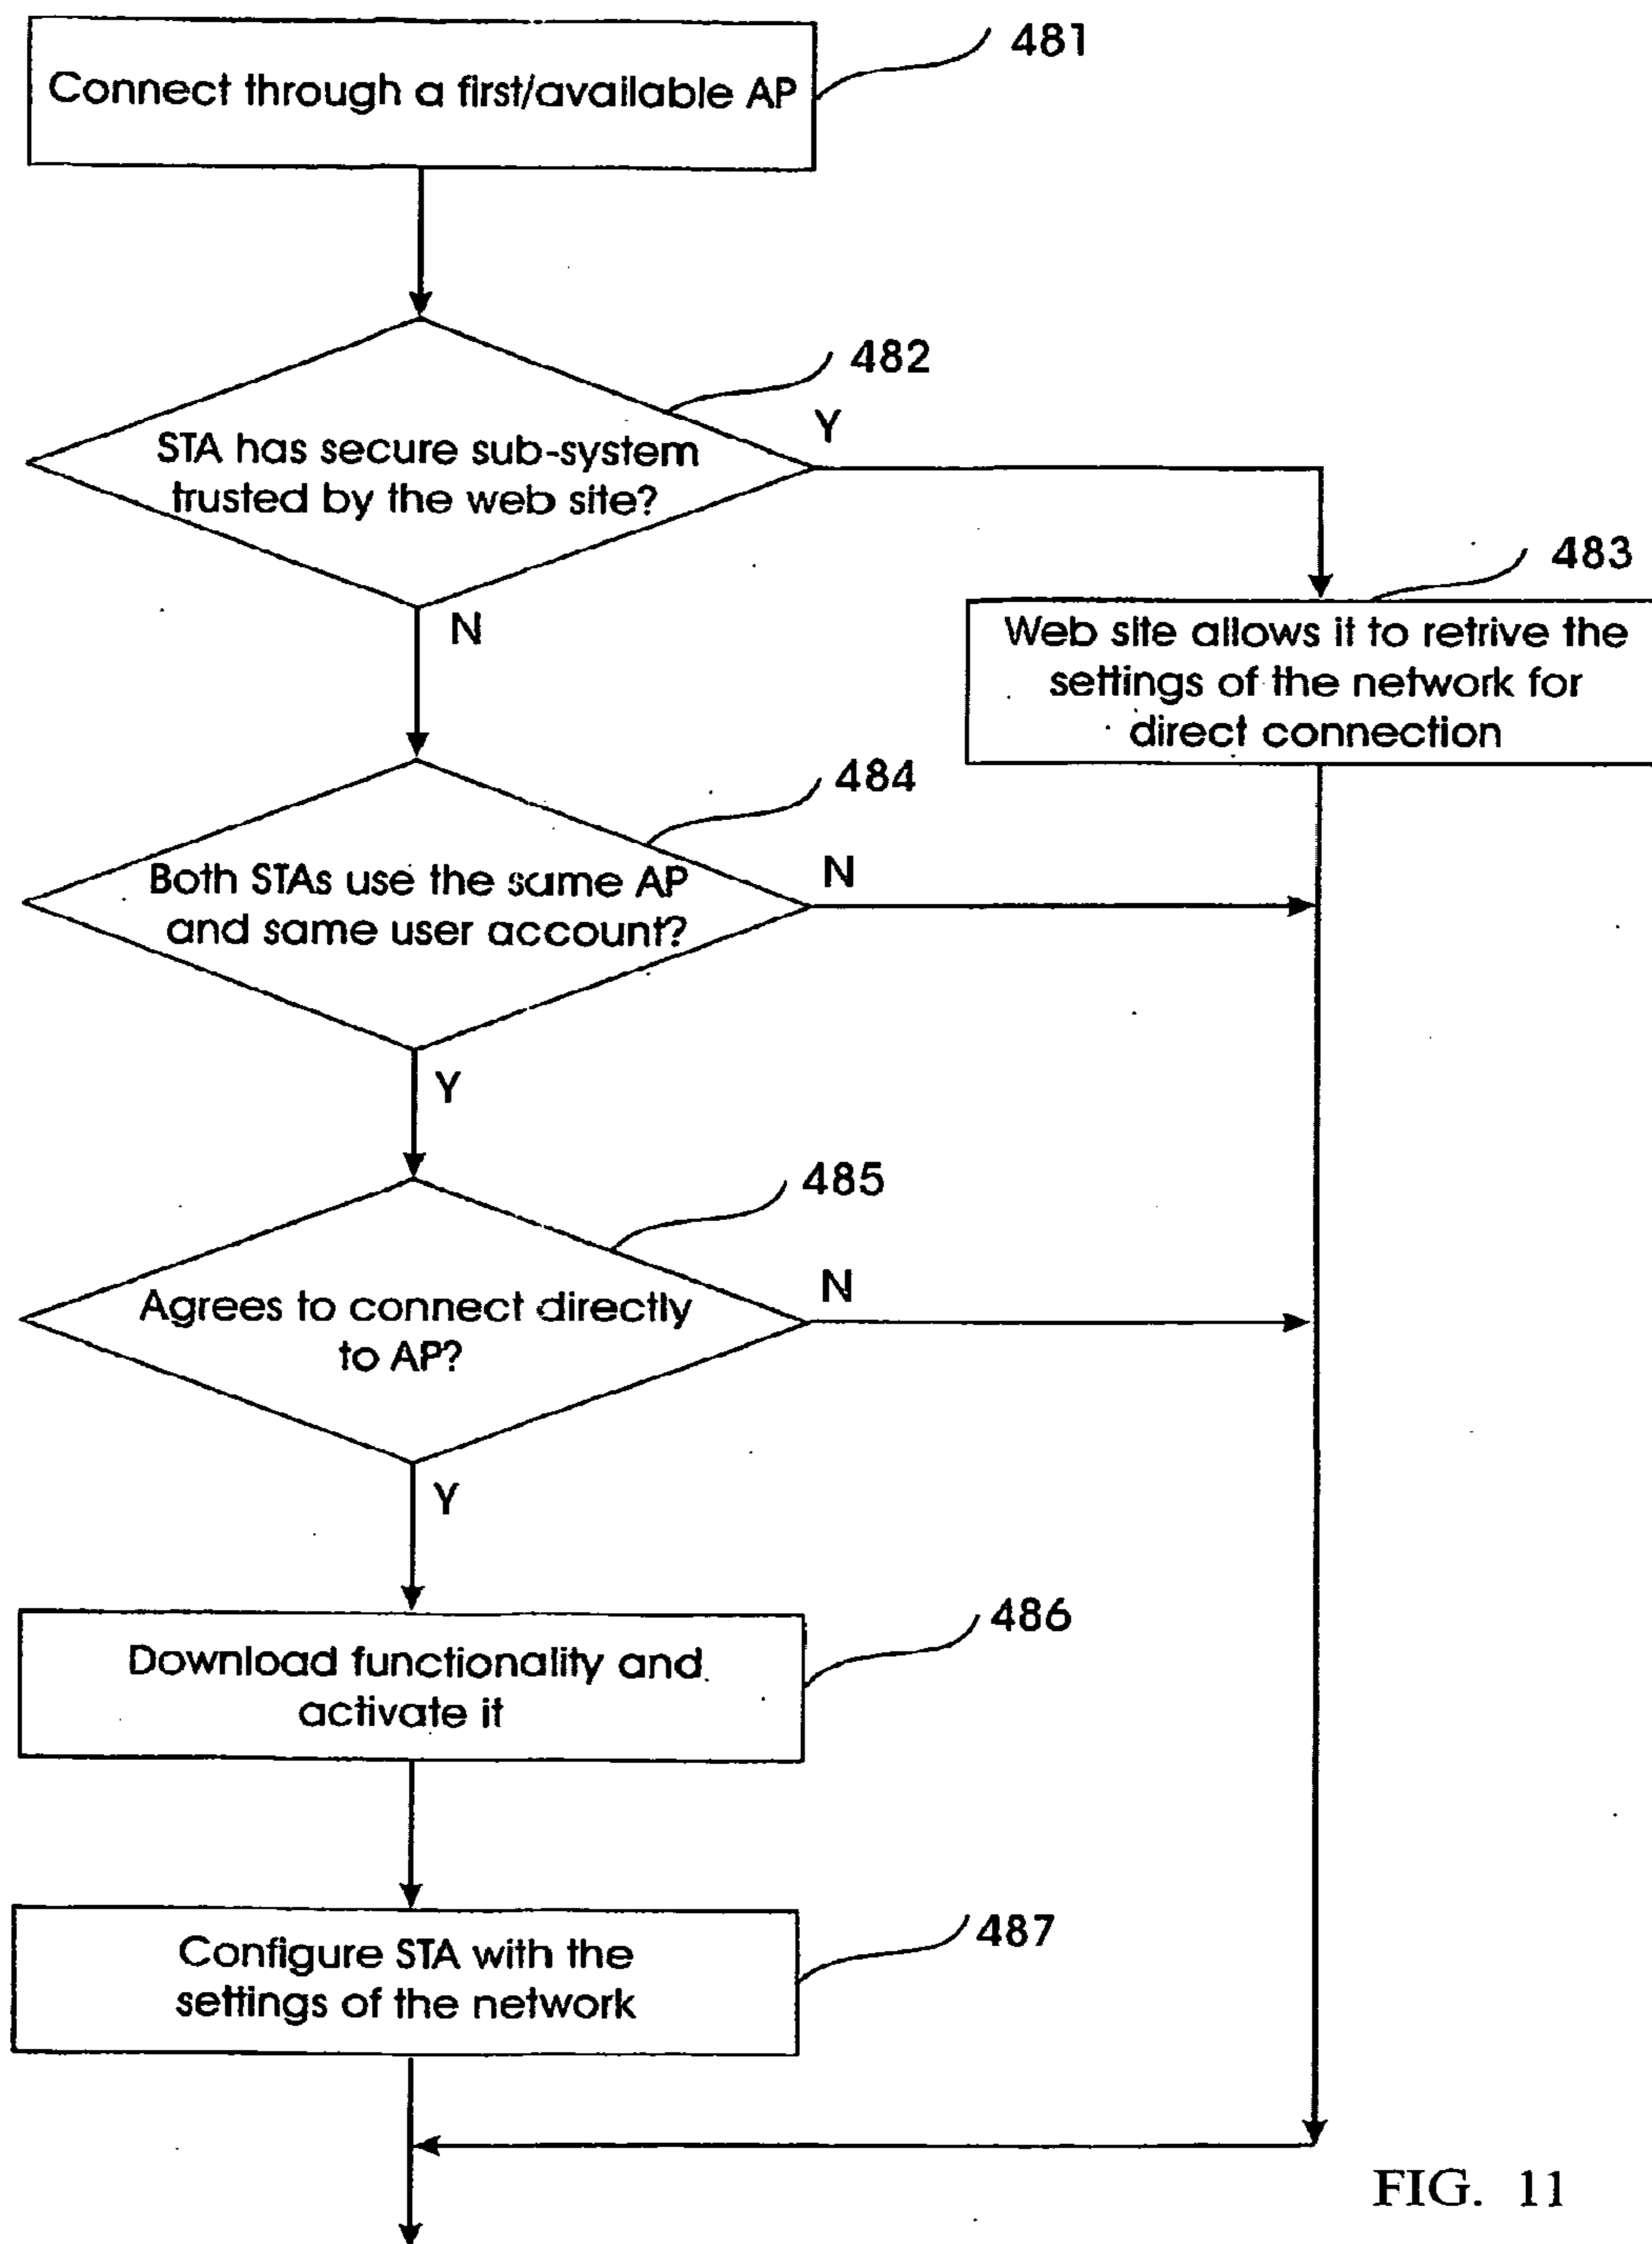 481
Connect through a first/available AP
482
STA has secure sub-system
trusted by the web site?
Y
N
483
Web site allows it to retrive the
settings of the network for
direct connection
484
Both STAs use the same AP
and same user account?
N
Y
485
Agrees to connect directly
to AP?
N
Y
486
Download functionality and
activate it
487
Configure STA with the
settings of the network
FIG. 11